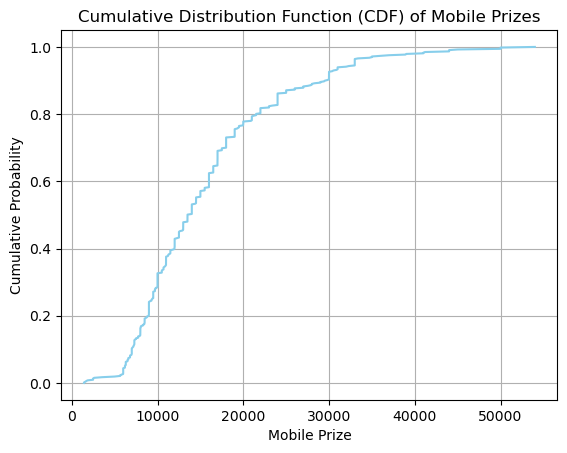 Cumulative Distribution Function (CDF) of Mobile Prizes
1.0
0.8
0.6
0.4
0.2
0.0
Cumulative Probability
0 10000 20000 30000 40000 50000
Mobile Prize